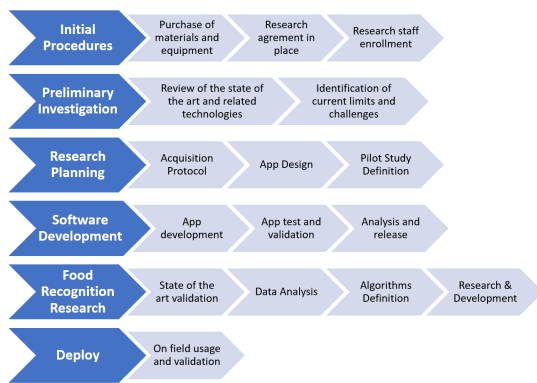 Initial
Procedures
Purchase of
materials and
equipment
Research
agrement in
place
Research staff
enrollment
Preliminary
Investigation
Review of the state of
the art and related
technologies
Identification of
current limits and
challenges
Research
Planning
Acquisition
Protocol
App Design
Pilot Study
Definition
Software
Development
App
development
App test and
validation
Analysis and
release
Food
Recognition
Research
State of the
art validation
Data Analysis
Algorithms
Definition
Research &
Development
Deploy
On field usage
and validation